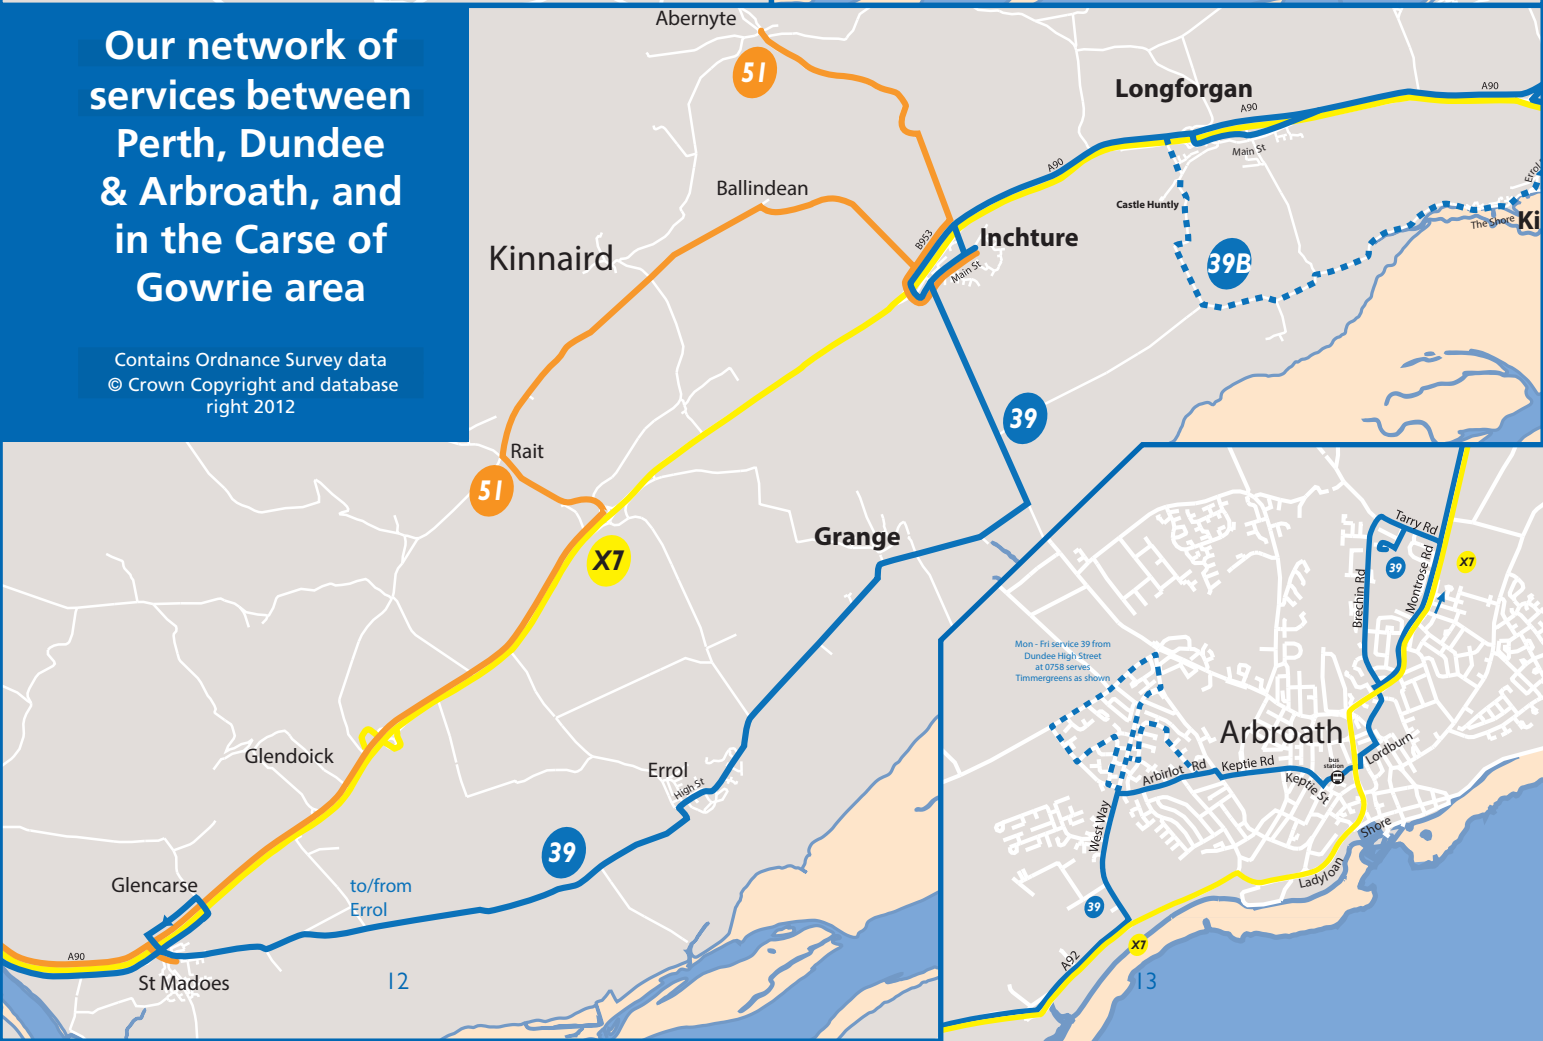 Our network of
services between
Perth, Dundee
& Arbroath, and
in the Carse of
Gowrie area
Contains Ordnance Survey data
© Crown Copyright and database
right 2012
Abernyte
51
Longforgan
A90
A90
Main St
A90
Ballindean
Castle Huntly
Kinnaird
B953
Inchture
Main St
39B
The Shore
Errol
Ki
39
Rait
51
X7
Grange
Glendoick
Errol
High St
39
Glencarse
to/from
Errol
A90
St Madoes
12
Tarry Rd
39
X7
Brechin Rd
Montrose Rd
Mon - Fri service 39 from
Dundee High Street
at 0758 serves
Timmergreens as shown
Arbroath
bus
station
Lordburn
Arbirlot Rd
Keptie Rd
Keptie St
West Way
Shore
Ladyloan
39
X7
A92
13